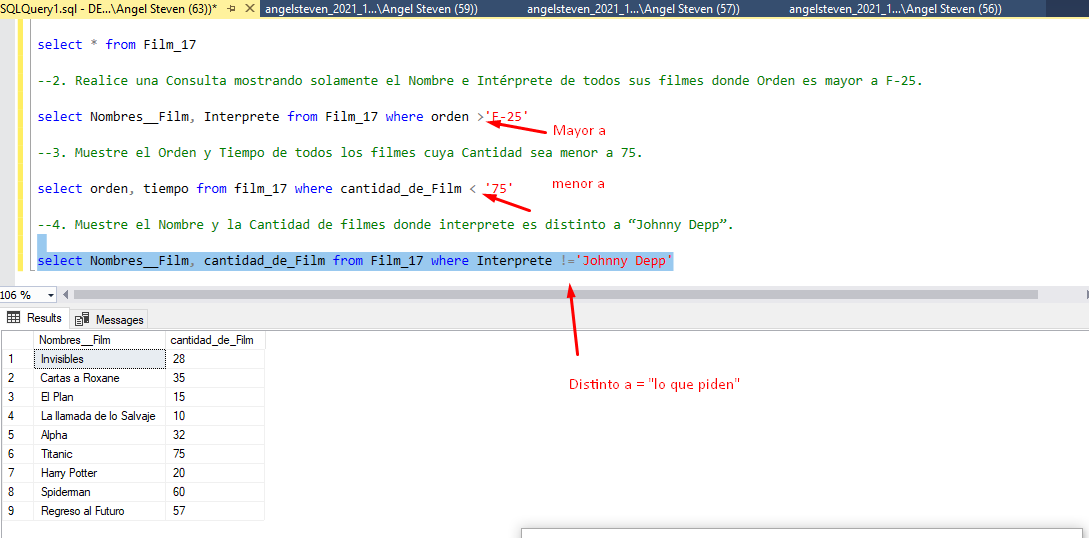 SQLQuery1.sql - DE...\Angel Steven (63))*
angelsteven_2021_1...\Angel Steven (59))
angelsteven_2021_1...\Angel Steven (57))
angelsteven_2021_1...\Angel Steven (56))
select * from Film_17
--2. Realice una Consulta mostrando solamente el Nombre e Intérprete de todos sus filmes donde Orden es mayor a F-25.
select Nombres__Film, Interprete from Film_17 where orden >'F-25'
Mayor a
--3. Muestre el Orden y Tiempo de todos los filmes cuya Cantidad sea menor a 75.
select orden, tiempo from film_17 where cantidad_de_Film < '75'
menor a
--4. Muestre el Nombre y la Cantidad de filmes donde interprete es distinto a “Johnny Depp”.
select Nombres__Film, cantidad_de_Film from Film_17 where Interprete !='Johnny Depp'
106 %
Results Messages
Nombres__Film cantidad_de_Film
1 Invisibles 28
2 Cartas a Roxane 35
3 El Plan 15
4 La llamada de lo Salvaje 10
5 Alpha 32
6 Titanic 75
7 Harry Potter 20
8 Spiderman 60
9 Regreso al Futuro 57
Distinto a = "lo que piden"